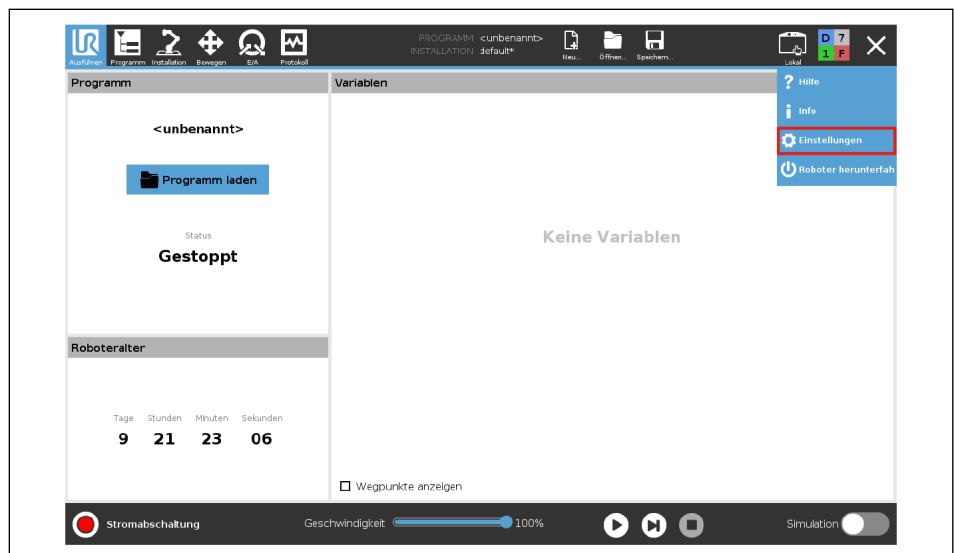 UR
Ausführen Programm Installation Bewegen E/A Protokoll
PROGRAMM <unbenannt>
INSTALLATION default*
Neu... Öffnen... Speichern...
Lokal
D 7
1 F
Programm
Variablen
? Hilfe
i Info
Einstellungen
Roboter herunterfah
<unbenannt>
Programm laden
Status
Gestoppt
Keine Variablen
Roboteralter
Tage Stunden Minuten Sekunden
9 21 23 06
Wegpunkte anzeigen
Stromabschaltung
Geschwindigkeit 100%
Simulation